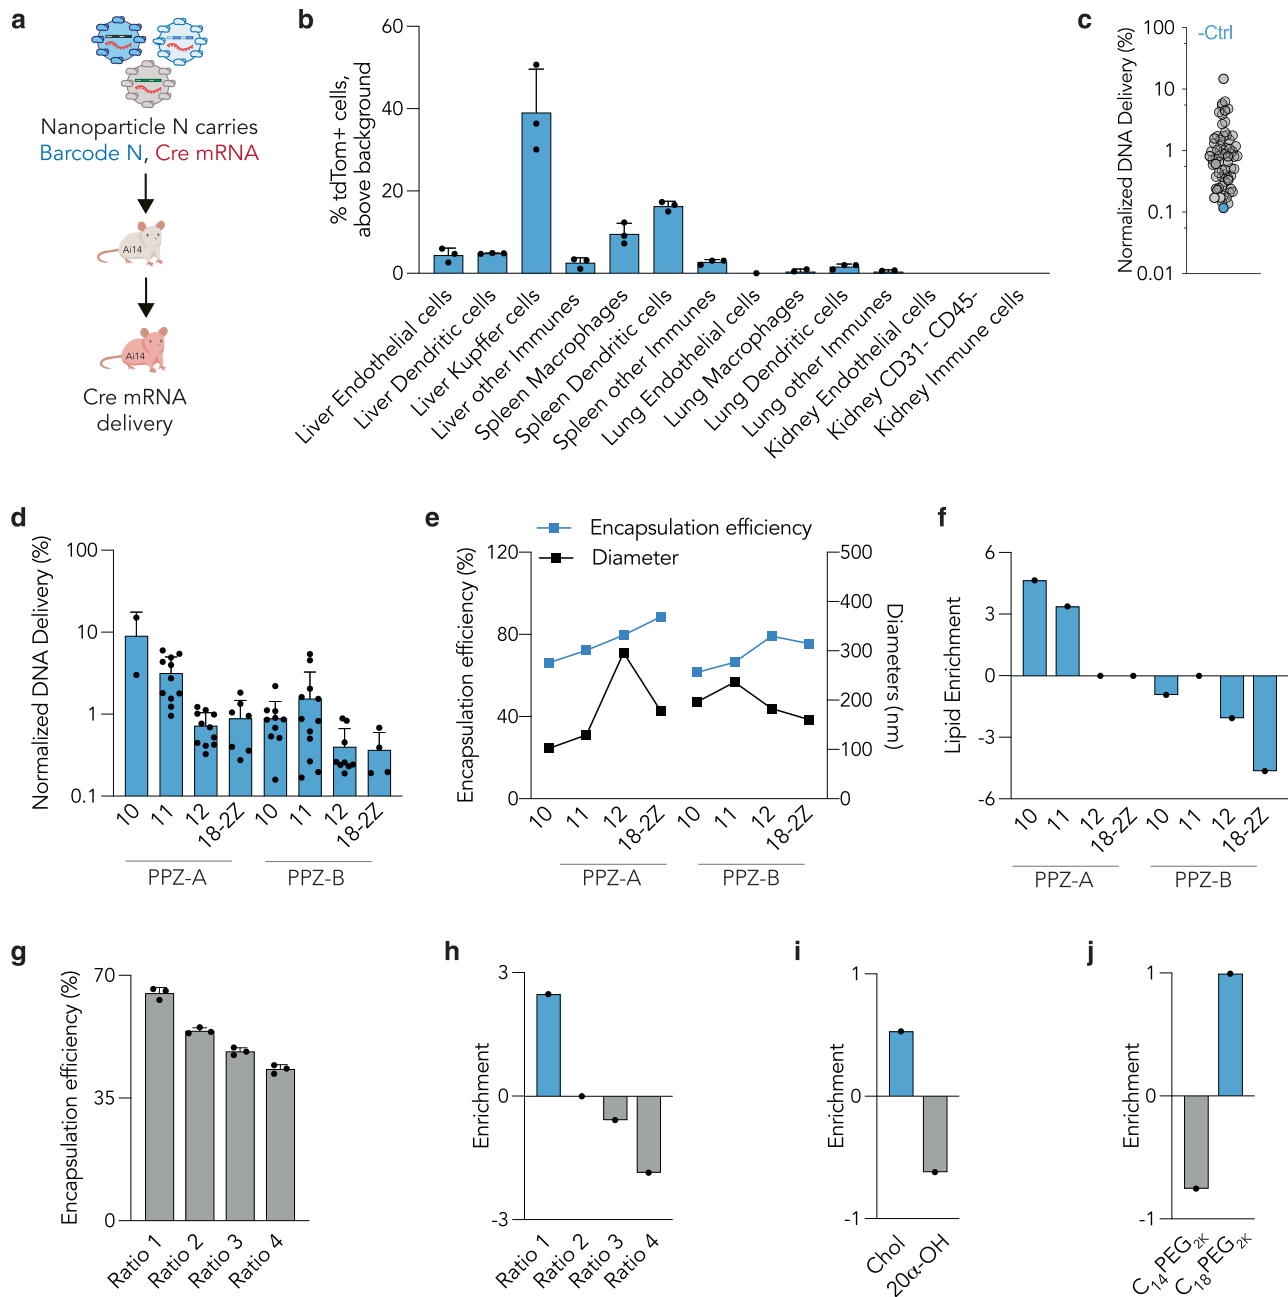 a
Nanoparticle N carries
Barcode N, Cre mRNA
Ai14
Ai14
Cre mRNA
delivery
b
% tdTom+ cells,
above background
60
40
20
0
Liver Endothelial cells
Liver Dendritic cells
Liver Kupffer cells
Liver other Immunes
Spleen Macrophages
Spleen Dendritic cells
Spleen other Immunes
Lung Endothelial cells
Lung Macrophages
Lung Dendritic cells
Lung other Immunes
Kidney Endothelial cells
Kidney CD31- CD45-
Kidney Immune cells
c
Normalized DNA Delivery (%)
100
10
1
0.1
0.01
-Ctrl
d
Normalized DNA Delivery (%)
100
10
1
0.1
10
11
12
18-2Z
10
11
12
18-2Z
PPZ-A
PPZ-B
e
Encapsulation efficiency
Diameter
Encapsulation efficiency (%)
120
80
40
0
500
400
300
200
100
0
Diameters (nm)
10
11
12
18-2Z
10
11
12
18-2Z
PPZ-A
PPZ-B
f
Lipid Enrichment
6
3
0
-3
-6
10
11
12
18-2Z
10
11
12
18-2Z
PPZ-A
PPZ-B
g
Encapsulation efficiency (%)
70
35
0
Ratio 1
Ratio 2
Ratio 3
Ratio 4
h
Enrichment
3
0
-3
Ratio 1
Ratio 2
Ratio 3
Ratio 4
i
Enrichment
1
0
-1
Chol
20α-OH
j
Enrichment
1
0
-1
C14PEG2K
C18PEG2K